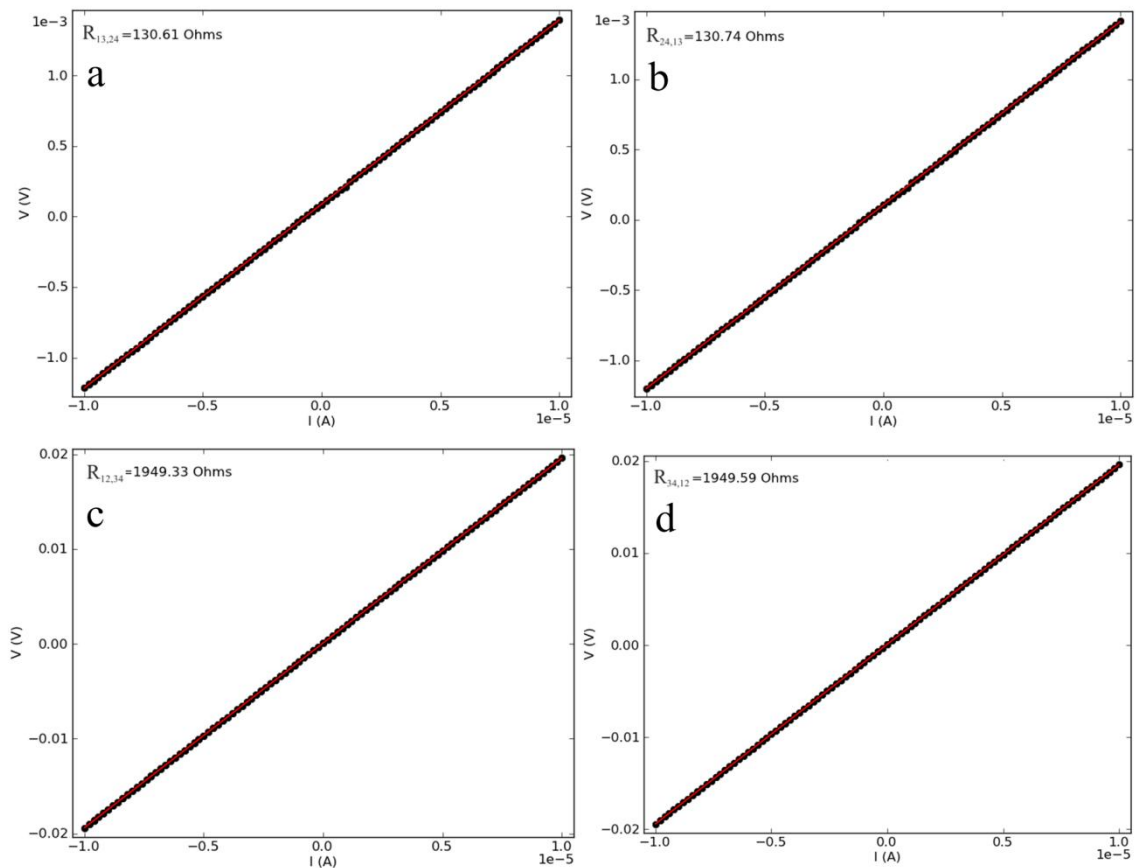 1e−3
R13,24=130.61 Ohms
a
1.0
0.5
0.0
−0.5
−1.0
V (V)
−1.0 −0.5 0.0 0.5 1.0
I (A) 1e−5
1e−3
R24,13=130.74 Ohms
b
1.0
0.5
0.0
−0.5
−1.0
V (V)
−1.0 −0.5 0.0 0.5 1.0
I (A) 1e−5
0.02
R12,34=1949.33 Ohms
c
0.01
0.00
−0.01
−0.02
V (V)
−1.0 −0.5 0.0 0.5 1.0
I (A) 1e−5
0.02
R34,12=1949.59 Ohms
d
0.01
0.00
−0.01
−0.02
V (V)
−1.0 −0.5 0.0 0.5 1.0
I (A) 1e−5